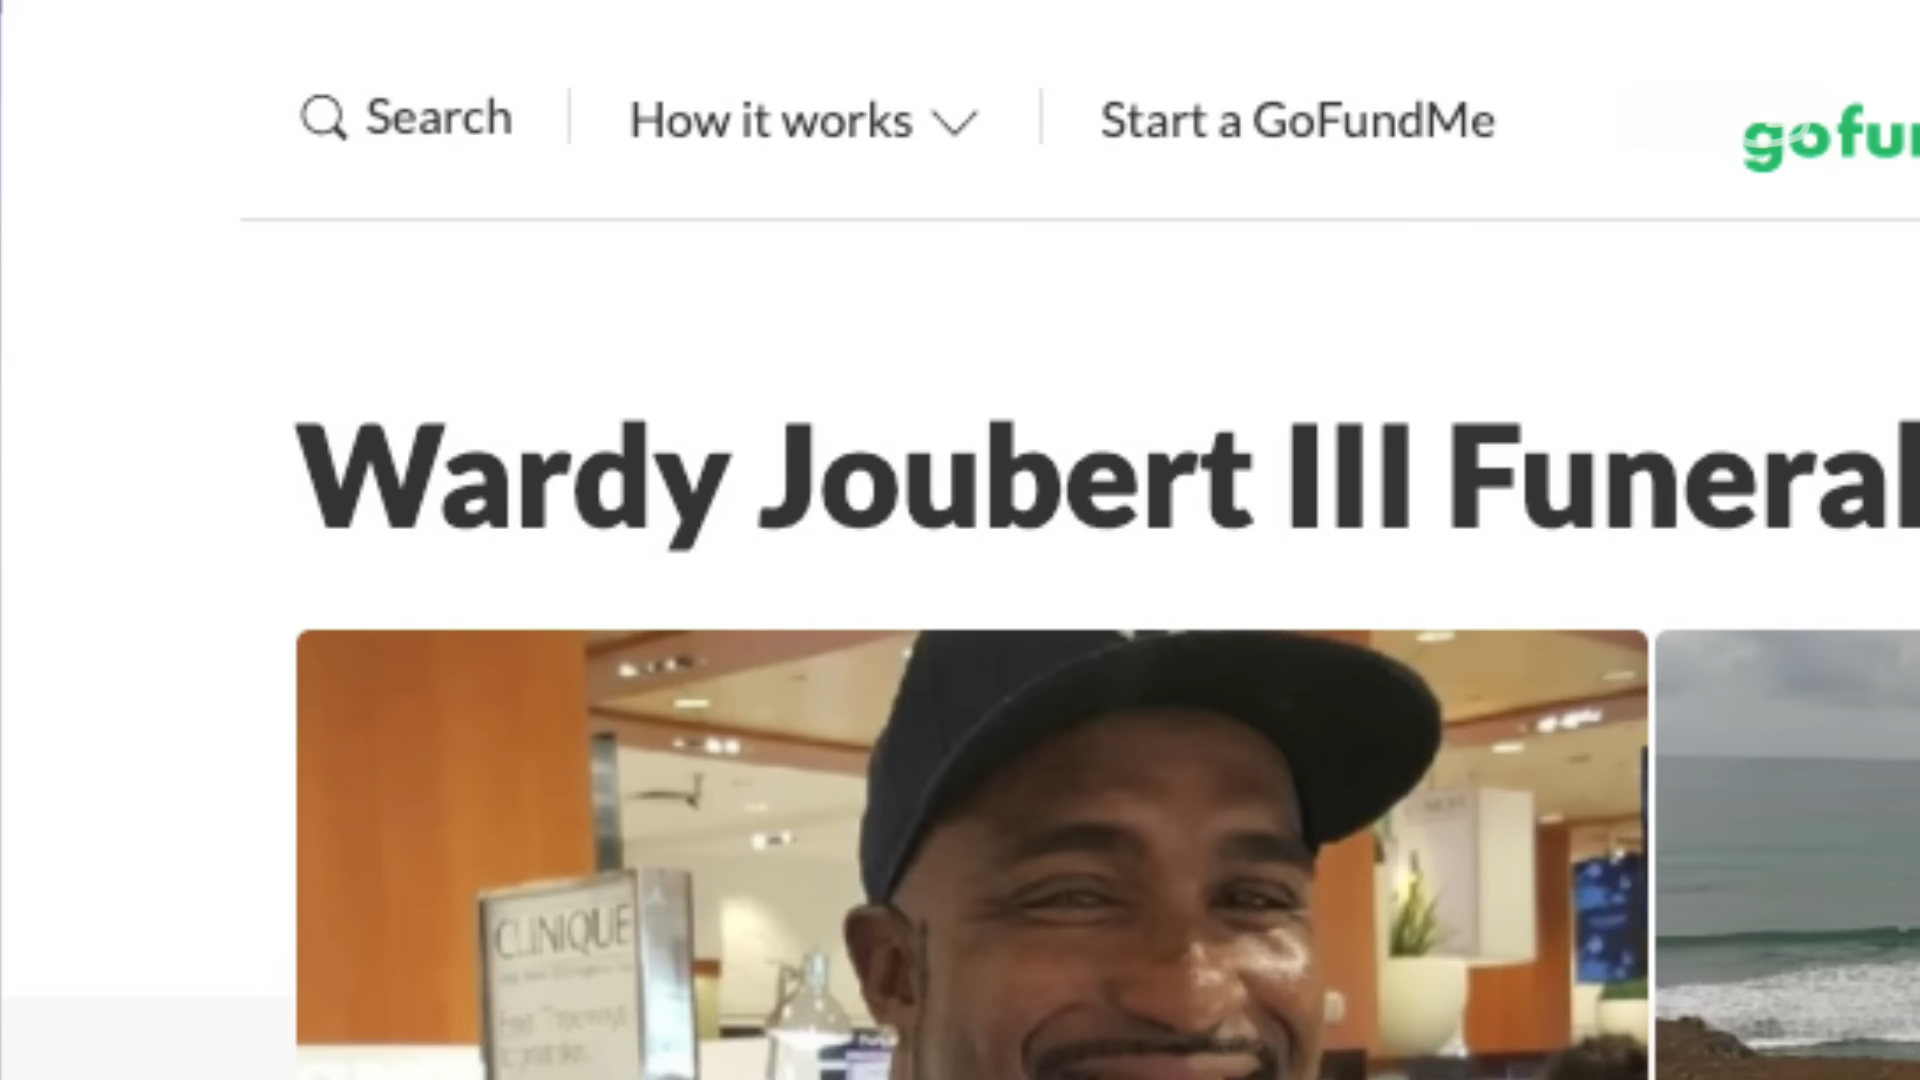 Search
How it works
Start a GoFundMe
gofu
Wardy Joubert III Funeral
CLINIQUE